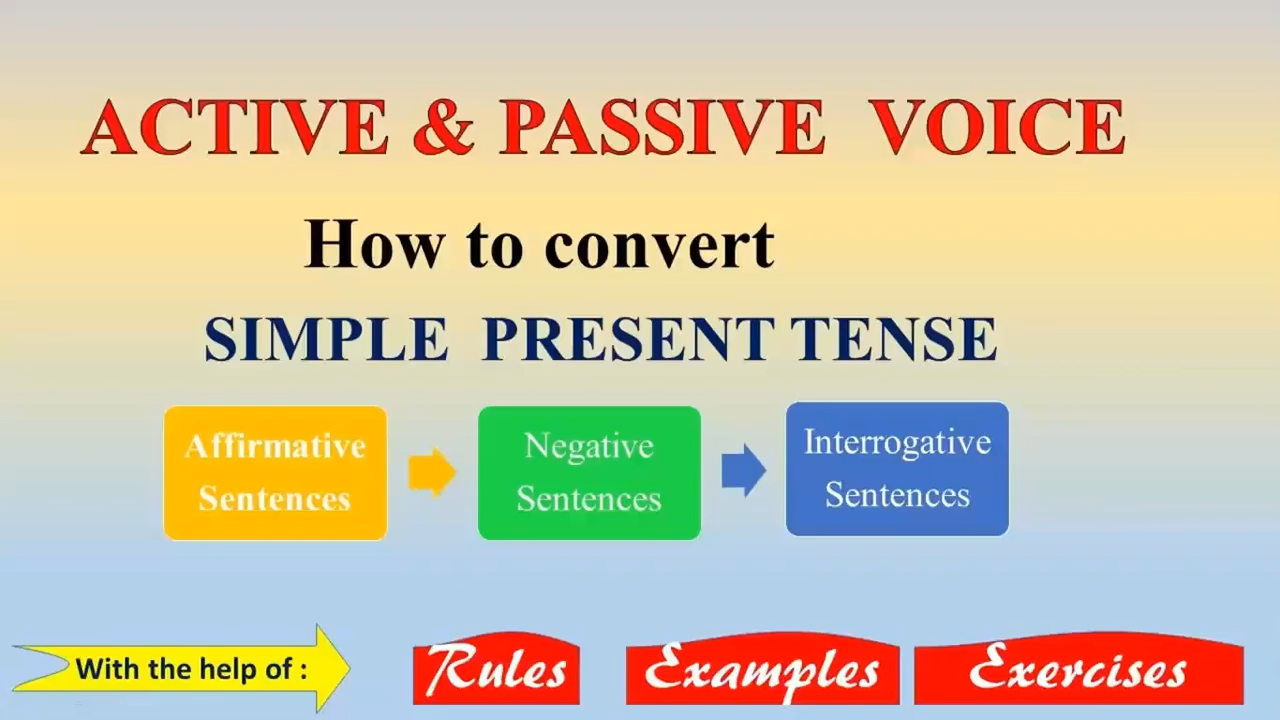 ACTIVE & PASSIVE VOICE
How to convert
SIMPLE PRESENT TENSE
Affirmative
Sentences
Negative
Sentences
Interrogative
Sentences
With the help of :
Rules
Examples
Exercises